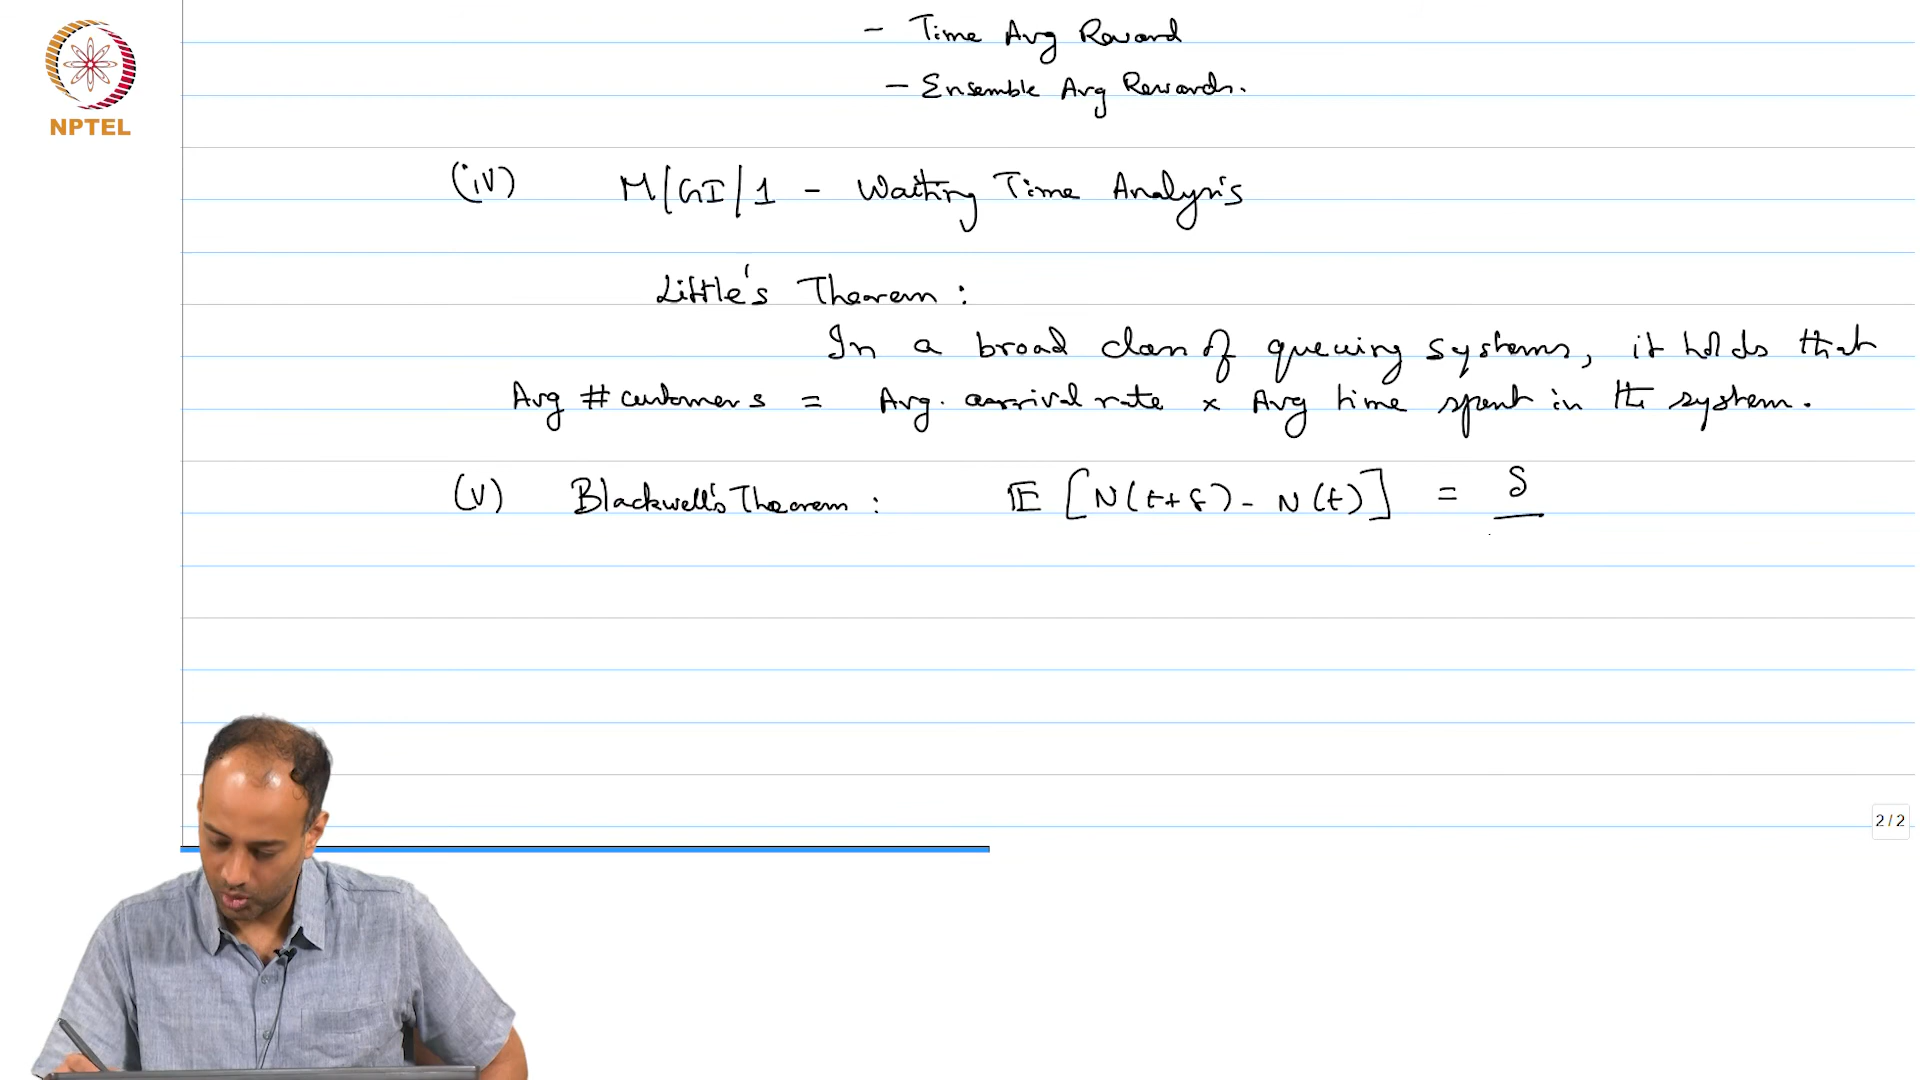 - Time Avg Reward
- Ensemble Avg Rewards.
NPTEL
(iv) M/GI/1 - Waiting Time Analysis
Little's Theorem:
In a broad class of queuing systems, it holds that
Avg # customers = Avg. arrival rate × Avg time spent in the system.
(v) Blackwell's Theorem: 𝔼[N(t+δ) - N(t)] = δ
2/2